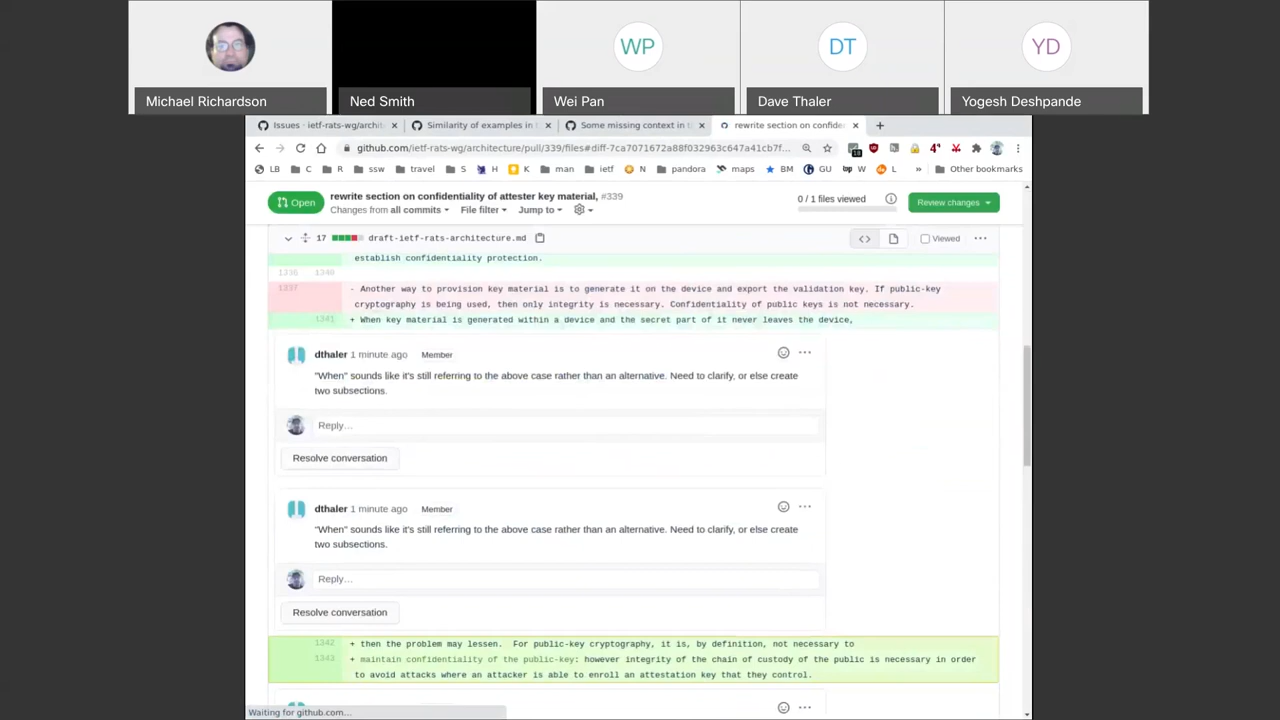 WP
DT
YD
Michael Richardson
Ned Smith
Wei Pan
Dave Thaler
Yogesh Deshpande
Issues · ietf-rats-wg/archit
Similarity of examples in t
Some missing context in t
rewrite section on confide
github.com/ietf-rats-wg/architecture/pull/339/files#diff-7ca7071672a88f032963c647a41cb7f...
LB
C
R
ssw
travel
S
H
K
man
ietf
N
pandora
maps
BM
GU
W
L
»
Other bookmarks
Open
rewrite section on confidentiality of attester key material, #339
Changes from all commits
File filter
Jump to
0 / 1 files viewed
Review changes
17 draft-ietf-rats-architecture.md
Viewed
establish confidentiality protection.
1336 1340
1337 - Another way to provision key material is to generate it on the device and export the validation key. If public-key
cryptography is being used, then only integrity is necessary. Confidentiality of public keys is not necessary.
1341 + When key material is generated within a device and the secret part of it never leaves the device,
dthaler 1 minute ago Member
"When" sounds like it's still referring to the above case rather than an alternative. Need to clarify, or else create
two subsections.
Reply...
Resolve conversation
dthaler 1 minute ago Member
"When" sounds like it's still referring to the above case rather than an alternative. Need to clarify, or else create
two subsections.
Reply...
Resolve conversation
1342 + then the problem may lessen. For public-key cryptography, it is, by definition, not necessary to
1343 + maintain confidentiality of the public-key: however integrity of the chain of custody of the public is necessary in order
to avoid attacks where an attacker is able to enroll an attestation key that they control.
Waiting for github.com...